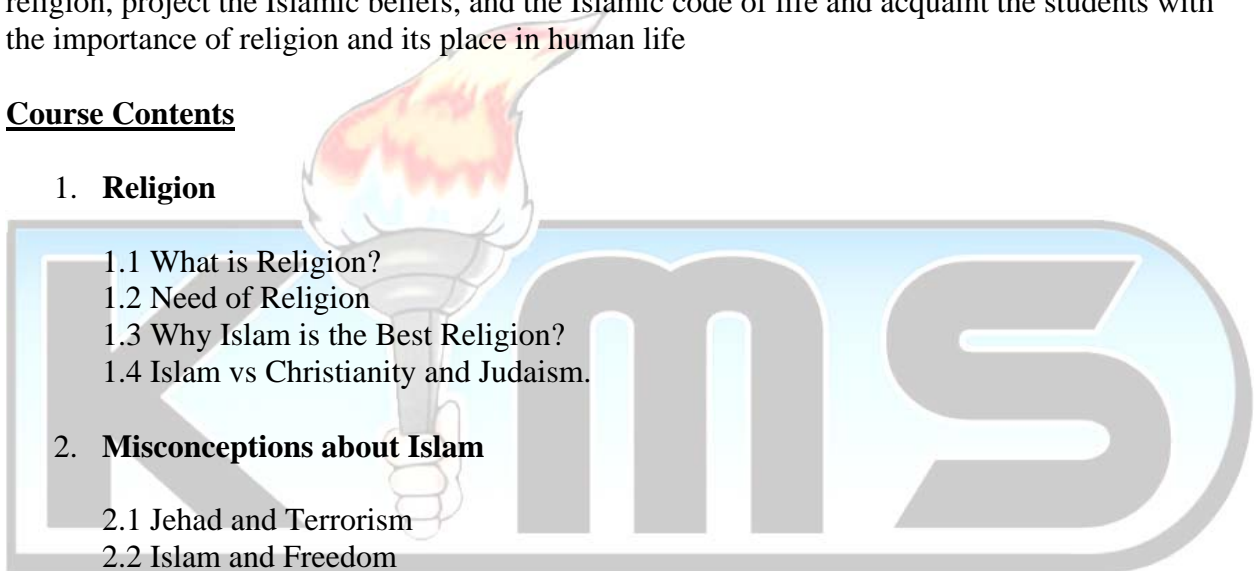 religion, project the Islamic beliefs, and the Islamic code of life and acquaint the students with
the importance of religion and its place in human life
Course Contents
1. Religion
1.1 What is Religion?
1.2 Need of Religion
1.3 Why Islam is the Best Religion?
1.4 Islam vs Christianity and Judaism.
2. Misconceptions about Islam
2.1 Jehad and Terrorism
2.2 Islam and Freedom
KIMS